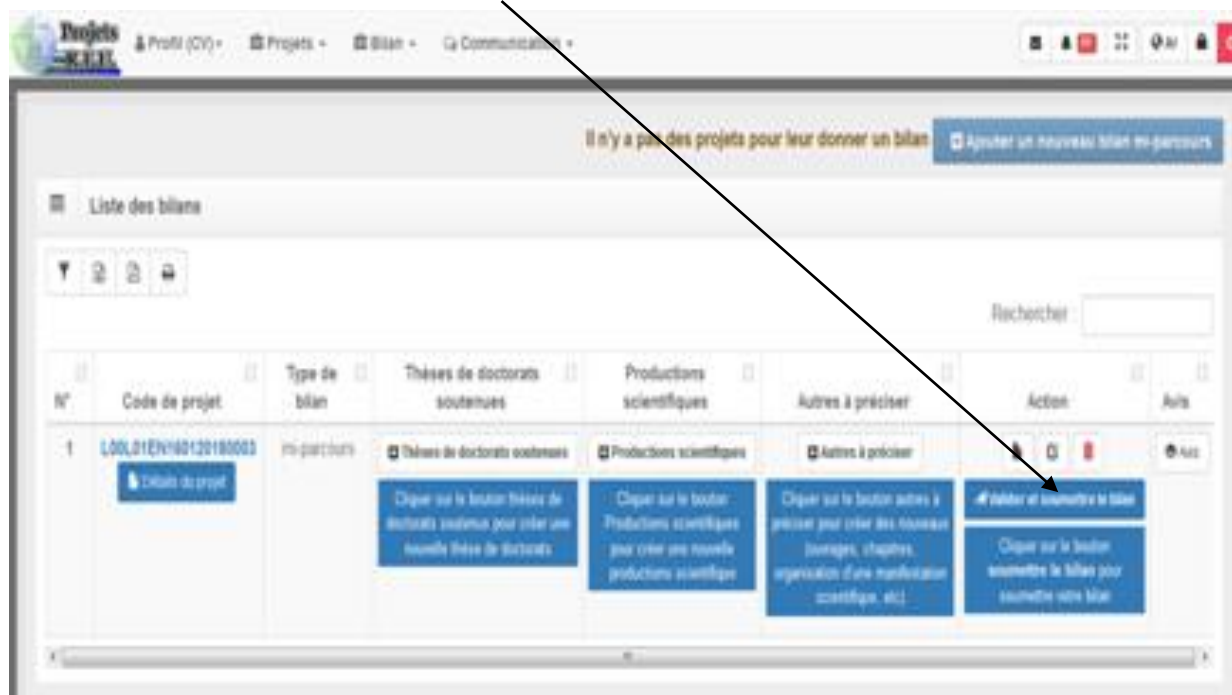 Projets
Profil (CV) Projets Bilan Communication
Il n'y a pas des projets pour leur donner un bilan Ajouter un nouveau bilan mi-parcours
Liste des bilans
Rechercher :
N° Code de projet Type de bilan Thèses de doctorats soutenues Productions scientifiques Autres à préciser Action Avis
1 L00L01EN160120180003 mi-parcours Thèses de doctorats soutenues Productions scientifiques Autres à préciser Avis
Détails du projet
Cliquer sur le bouton thèses de
doctorats soutenus pour créer une
nouvelle thèse de doctorats
Cliquer sur le bouton
Productions scientifiques
pour créer une nouvelle
productions scientifique
Cliquer sur le bouton autres à
préciser pour créer des nouveaux
(ouvrages, chapitres,
organisation d'une manifestation
scientifique, etc)
Valider et soumettre le bilan
Cliquer sur le bouton
soumettre le bilan pour
soumettre votre bilan